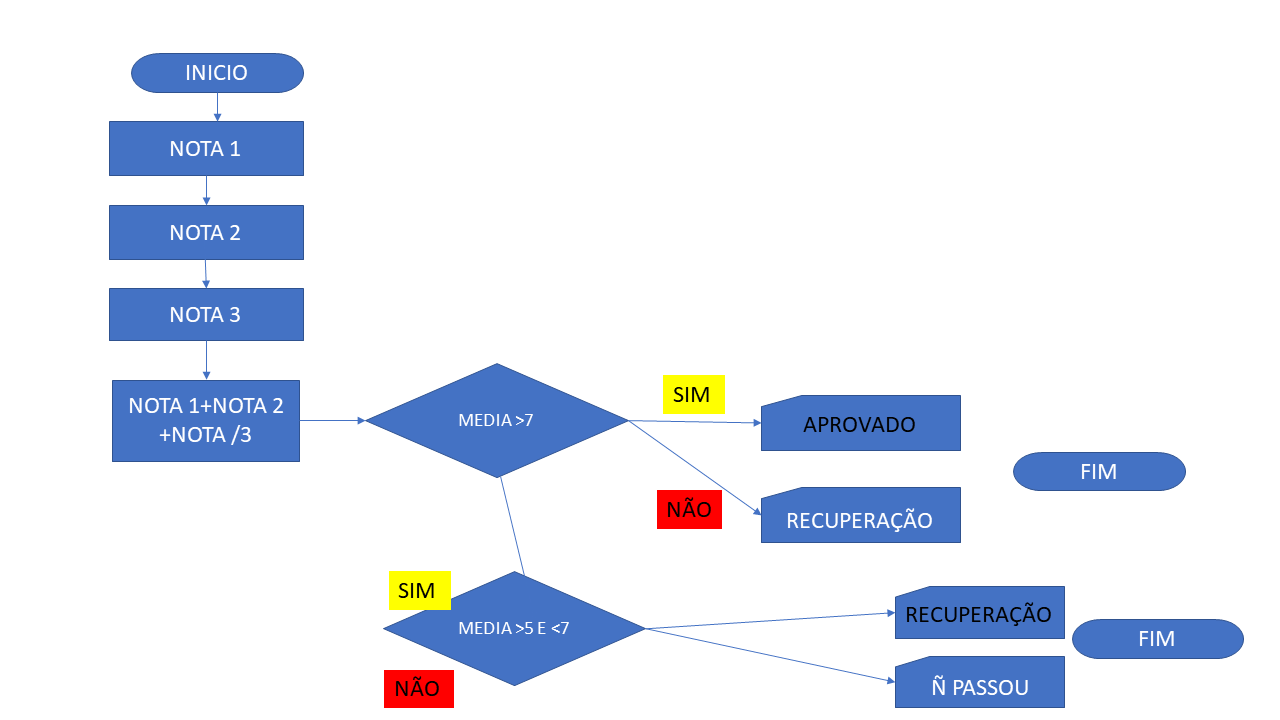 INICIO
NOTA 1
NOTA 2
NOTA 3
NOTA 1+NOTA 2
+NOTA /3
MEDIA >7
SIM
APROVADO
NÃO
RECUPERAÇÃO
FIM
SIM
MEDIA >5 E <7
NÃO
RECUPERAÇÃO
Ñ PASSOU
FIM